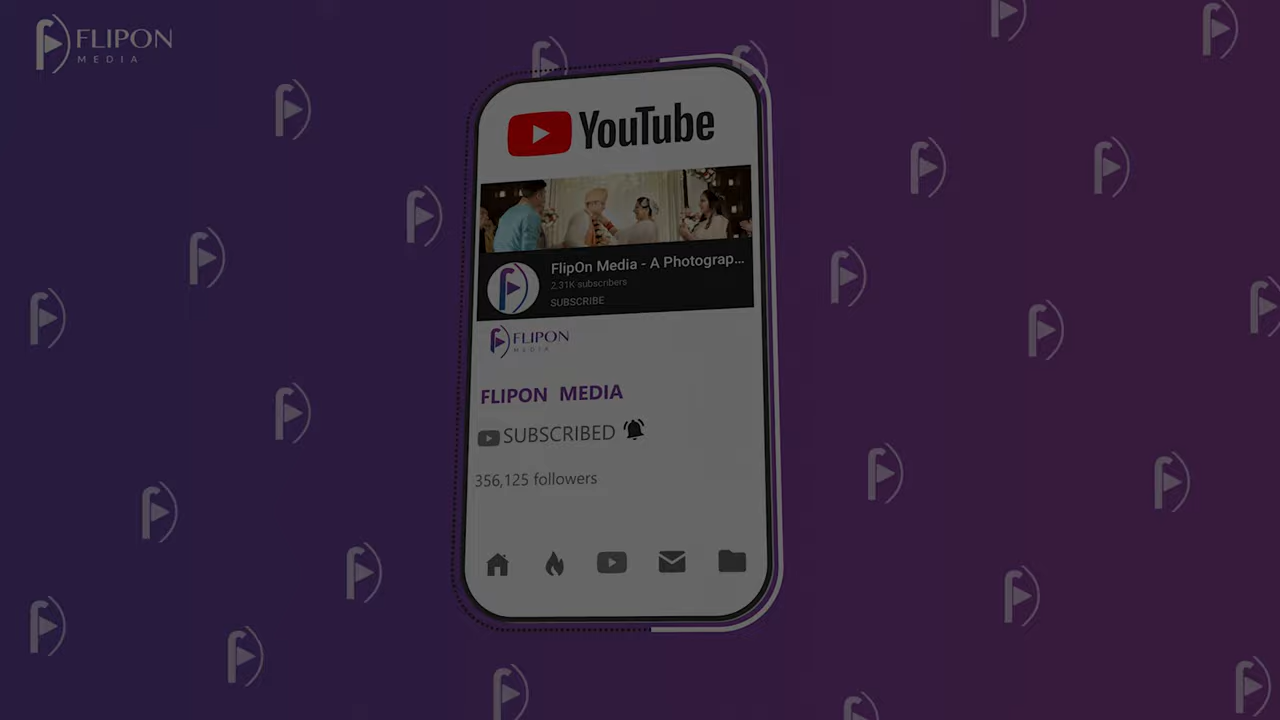 FLIPON
MEDIA
YouTube
FlipOn Media - A Photograp...
2.31K subscribers
SUBSCRIBE
FLIPON
MEDIA
FLIPON MEDIA
SUBSCRIBED
356,125 followers